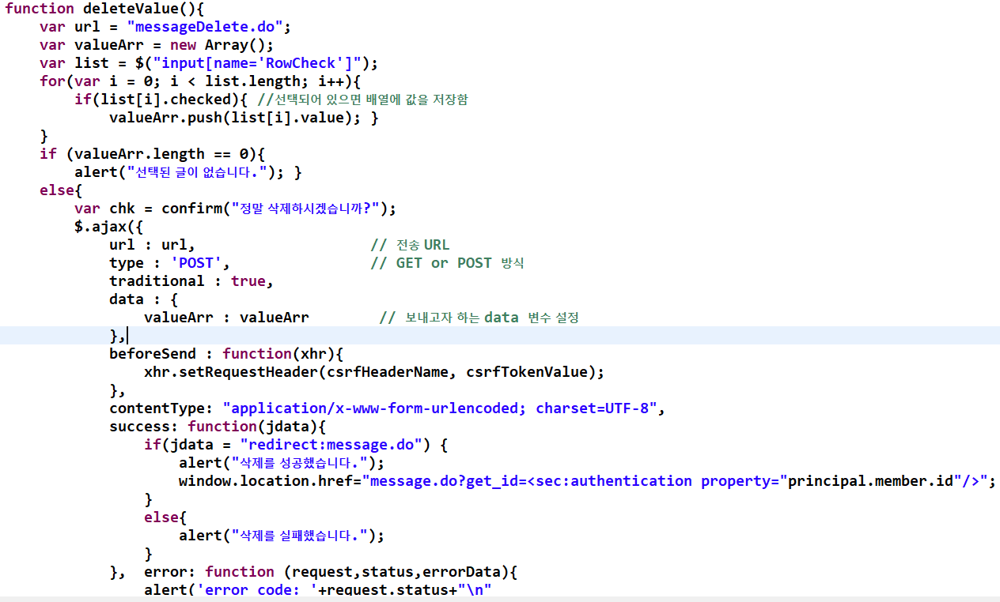 function deleteValue(){
    var url = "messageDelete.do";
    var valueArr = new Array();
    var list = $("input[name='RowCheck']");
    for(var i = 0; i < list.length; i++){
        if(list[i].checked){ //선택되어 있으면 배열에 값을 저장함
            valueArr.push(list[i].value); }
    }
    if (valueArr.length == 0){
        alert("선택된 글이 없습니다."); }
    else{
        var chk = confirm("정말 삭제하시겠습니까?");
        $.ajax({
            url : url,                    // 전송 URL
            type : 'POST',                // GET or POST 방식
            traditional : true,
            data : {
                valueArr : valueArr        // 보내고자 하는 data 변수 설정
            },
            beforeSend : function(xhr){
                xhr.setRequestHeader(csrfHeaderName, csrfTokenValue);
            },
            contentType: "application/x-www-form-urlencoded; charset=UTF-8",
            success: function(jdata){
                if(jdata = "redirect:message.do") {
                    alert("삭제를 성공했습니다.");
                    window.location.href="message.do?get_id=<sec:authentication property="principal.member.id"/>";
                }
                else{
                    alert("삭제를 실패했습니다.");
                }
            },  error: function (request,status,errorData){
                alert('error code: '+request.status+"\n"